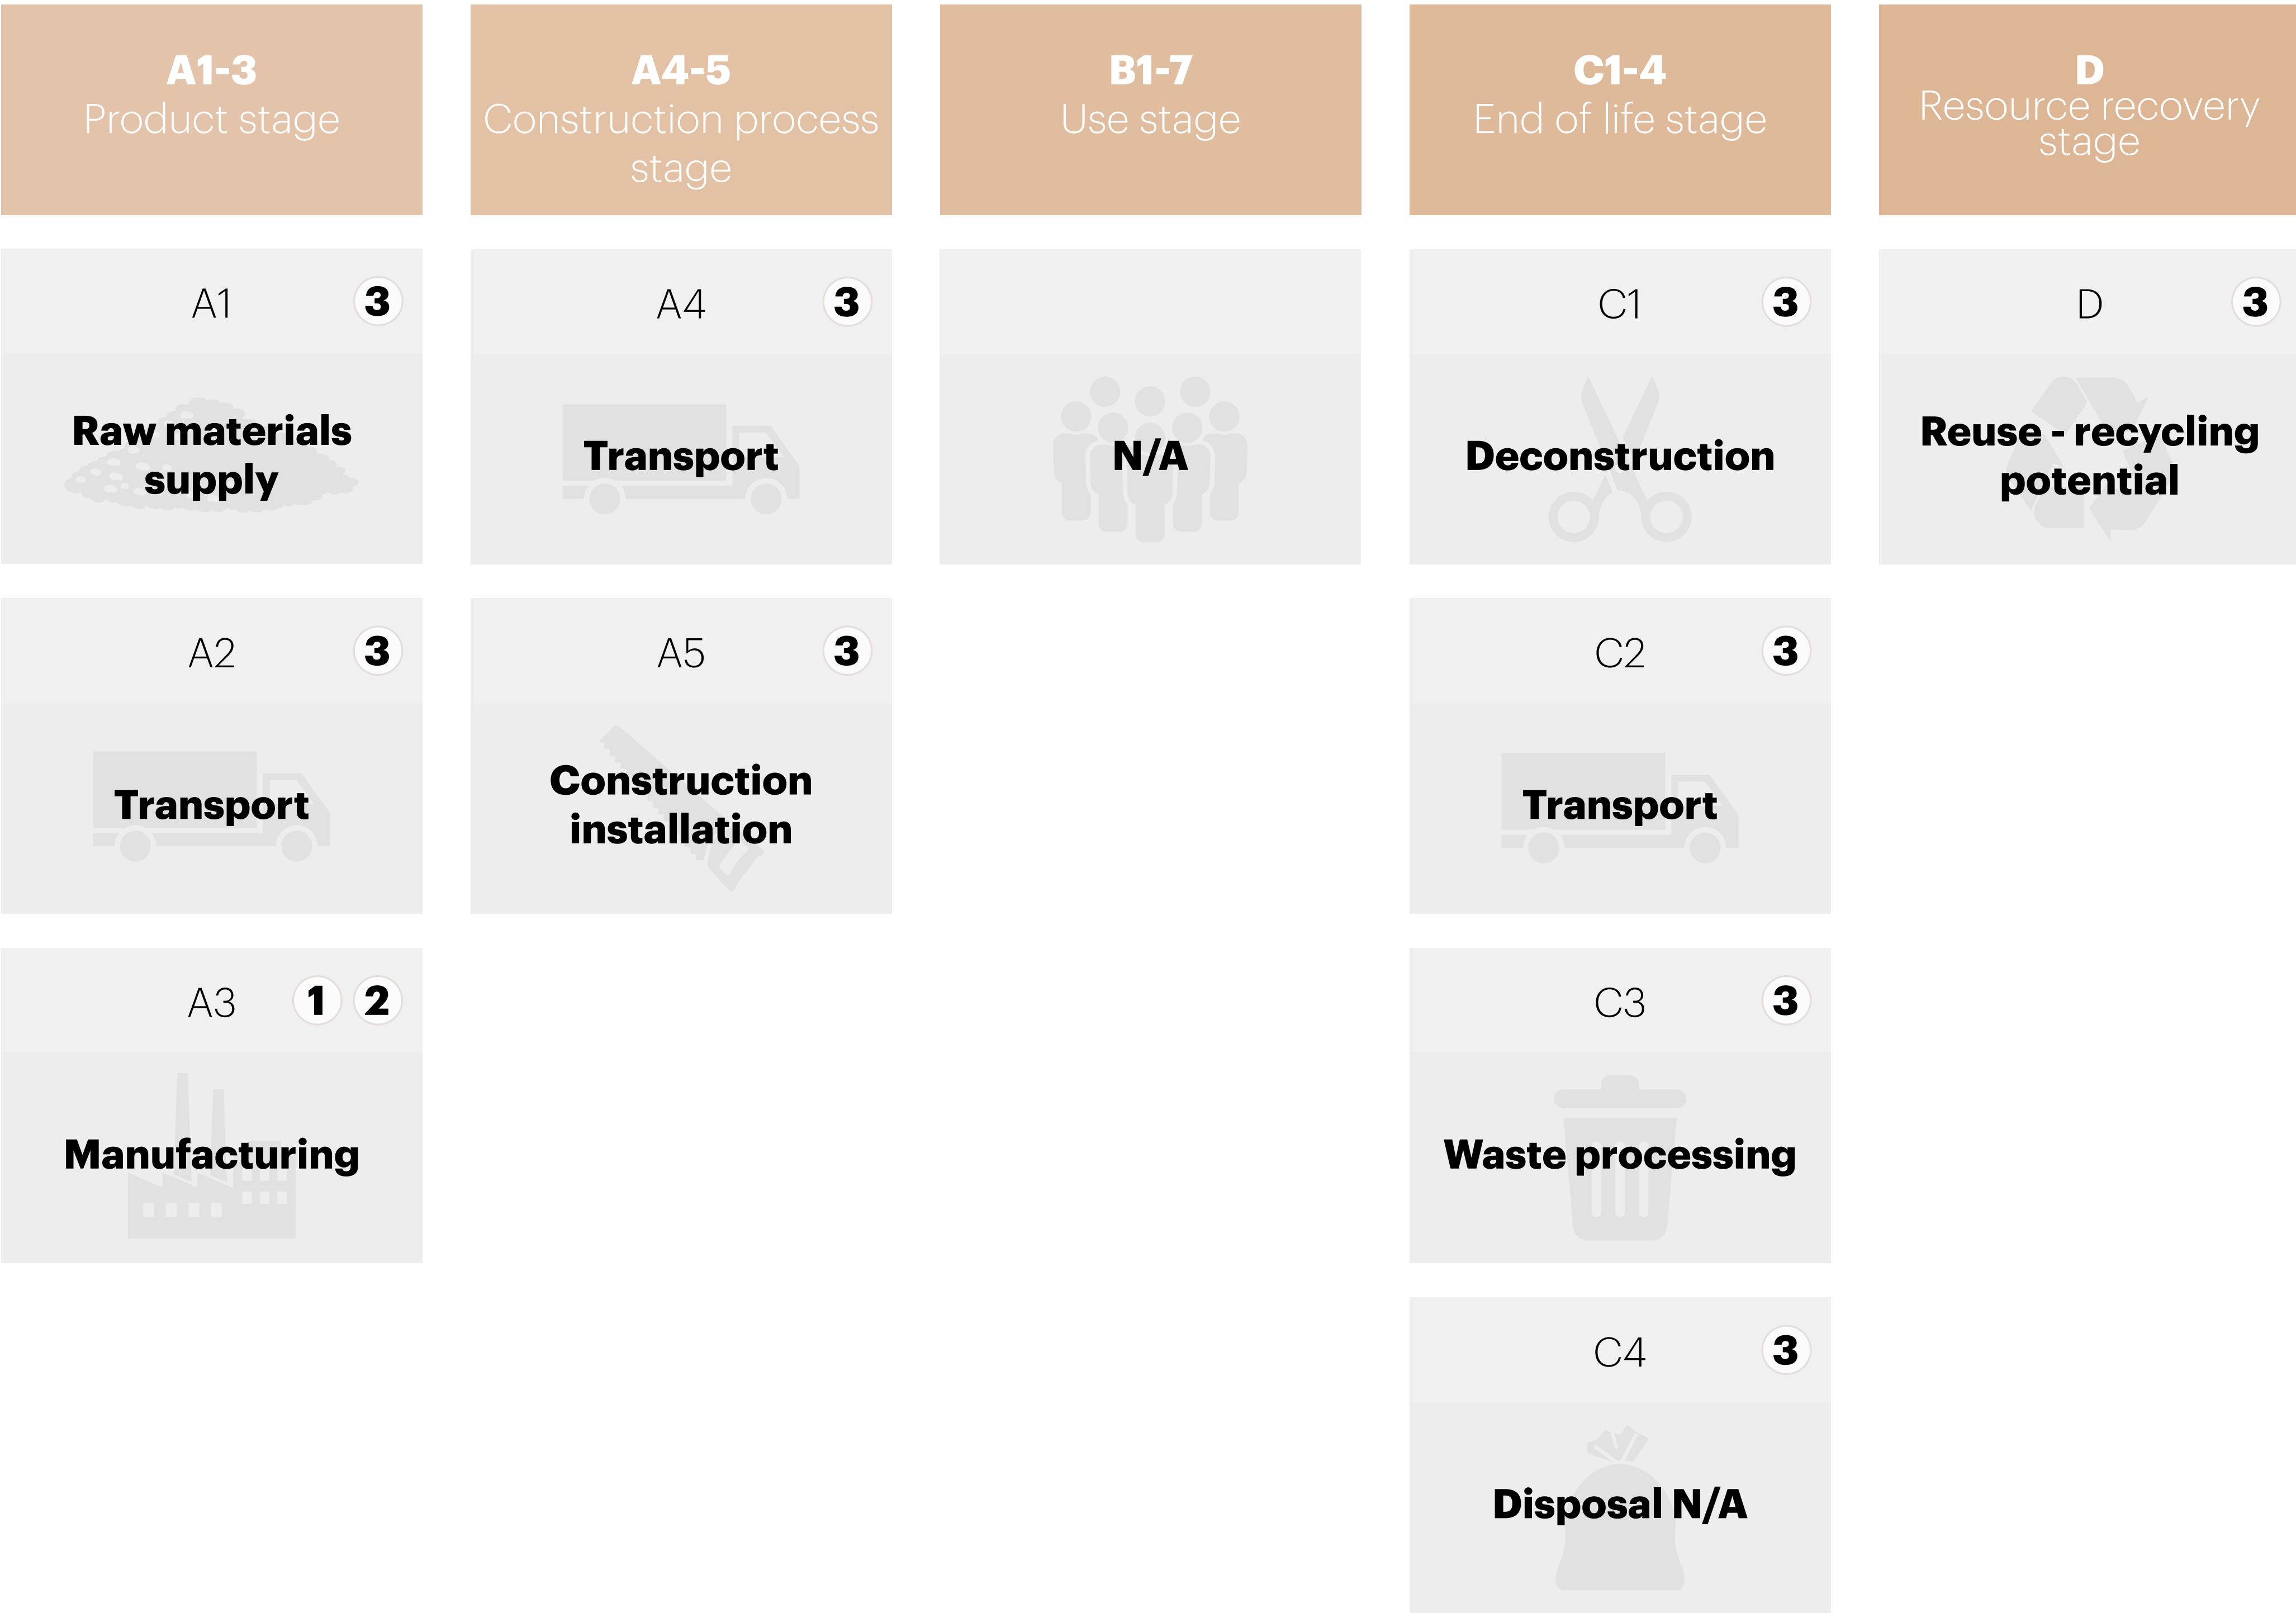 A1-3
Product stage
A1
3
Raw materials
supply
A2
3
Transport
A3
1
2
Manufacturing
A4-5
Construction process
stage
A4
3
Transport
A5
3
Construction
installation
B1-7
Use stage
N/A
C1-4
End of life stage
C1
3
Deconstruction
C2
3
Transport
C3
3
Waste processing
C4
3
Disposal N/A
D
Resource recovery
stage
D
3
Reuse - recycling
potential